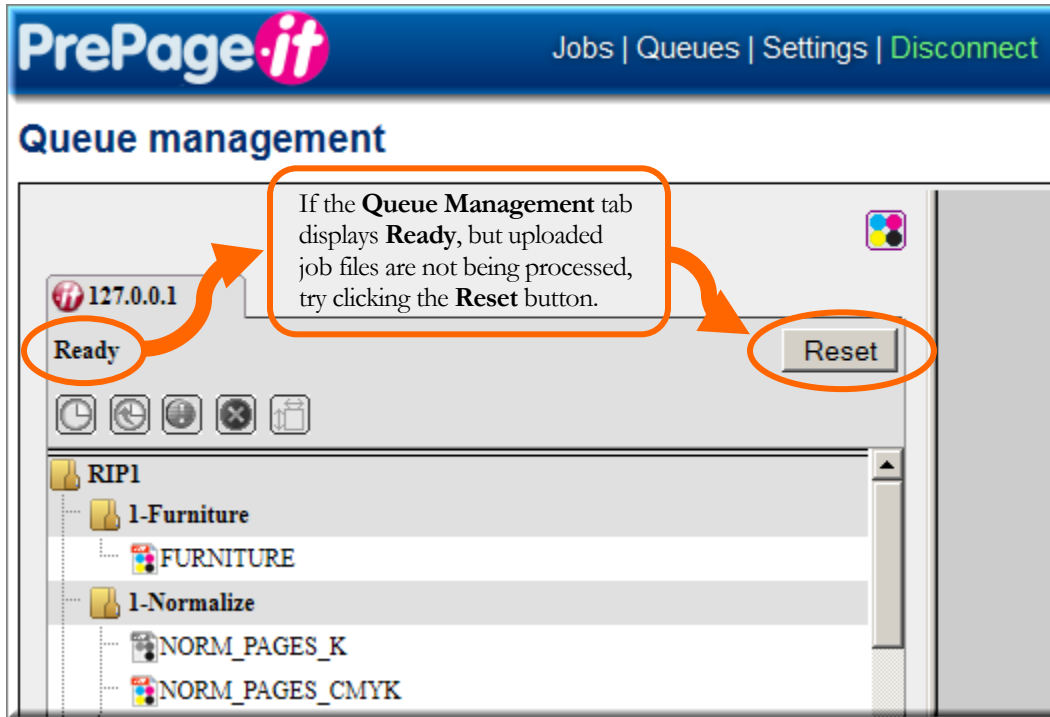 PrePage-it
Jobs | Queues | Settings | Disconnect
Queue management
If the Queue Management tab
displays Ready, but uploaded
job files are not being processed,
try clicking the Reset button.
it 127.0.0.1
Ready
Reset
RIP1
1-Furniture
FURNITURE
1-Normalize
NORM_PAGES_K
NORM_PAGES_CMYK